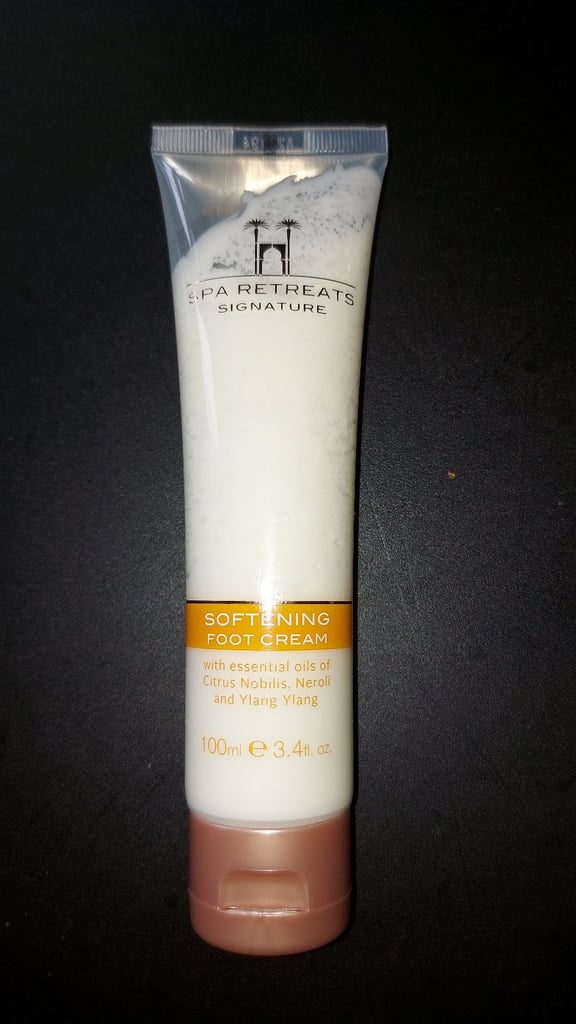 SPA RETREATS
SIGNATURE
SOFTENING
FOOT CREAM
with essential oils of
Citrus Nobilis, Neroli
and Ylang Ylang
100ml e 3.4fl. oz.